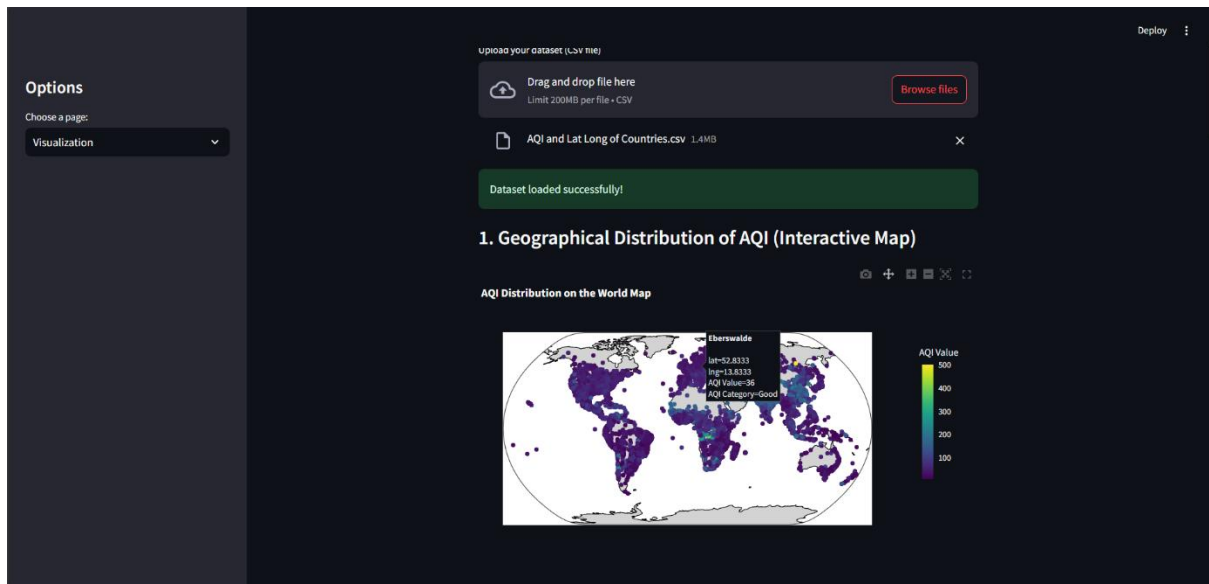 Deploy
Options
Choose a page:
Visualization
Upload your dataset (CSV file)
Drag and drop file here
Limit 200MB per file • CSV
Browse files
AQI and Lat Long of Countries.csv 1.4MB
Dataset loaded successfully!
1. Geographical Distribution of AQI (Interactive Map)
AQI Distribution on the World Map
Eberswalde
lat=52.8333
lng=13.8333
AQI Value=36
AQI Category=Good
AQI Value
500
400
300
200
100